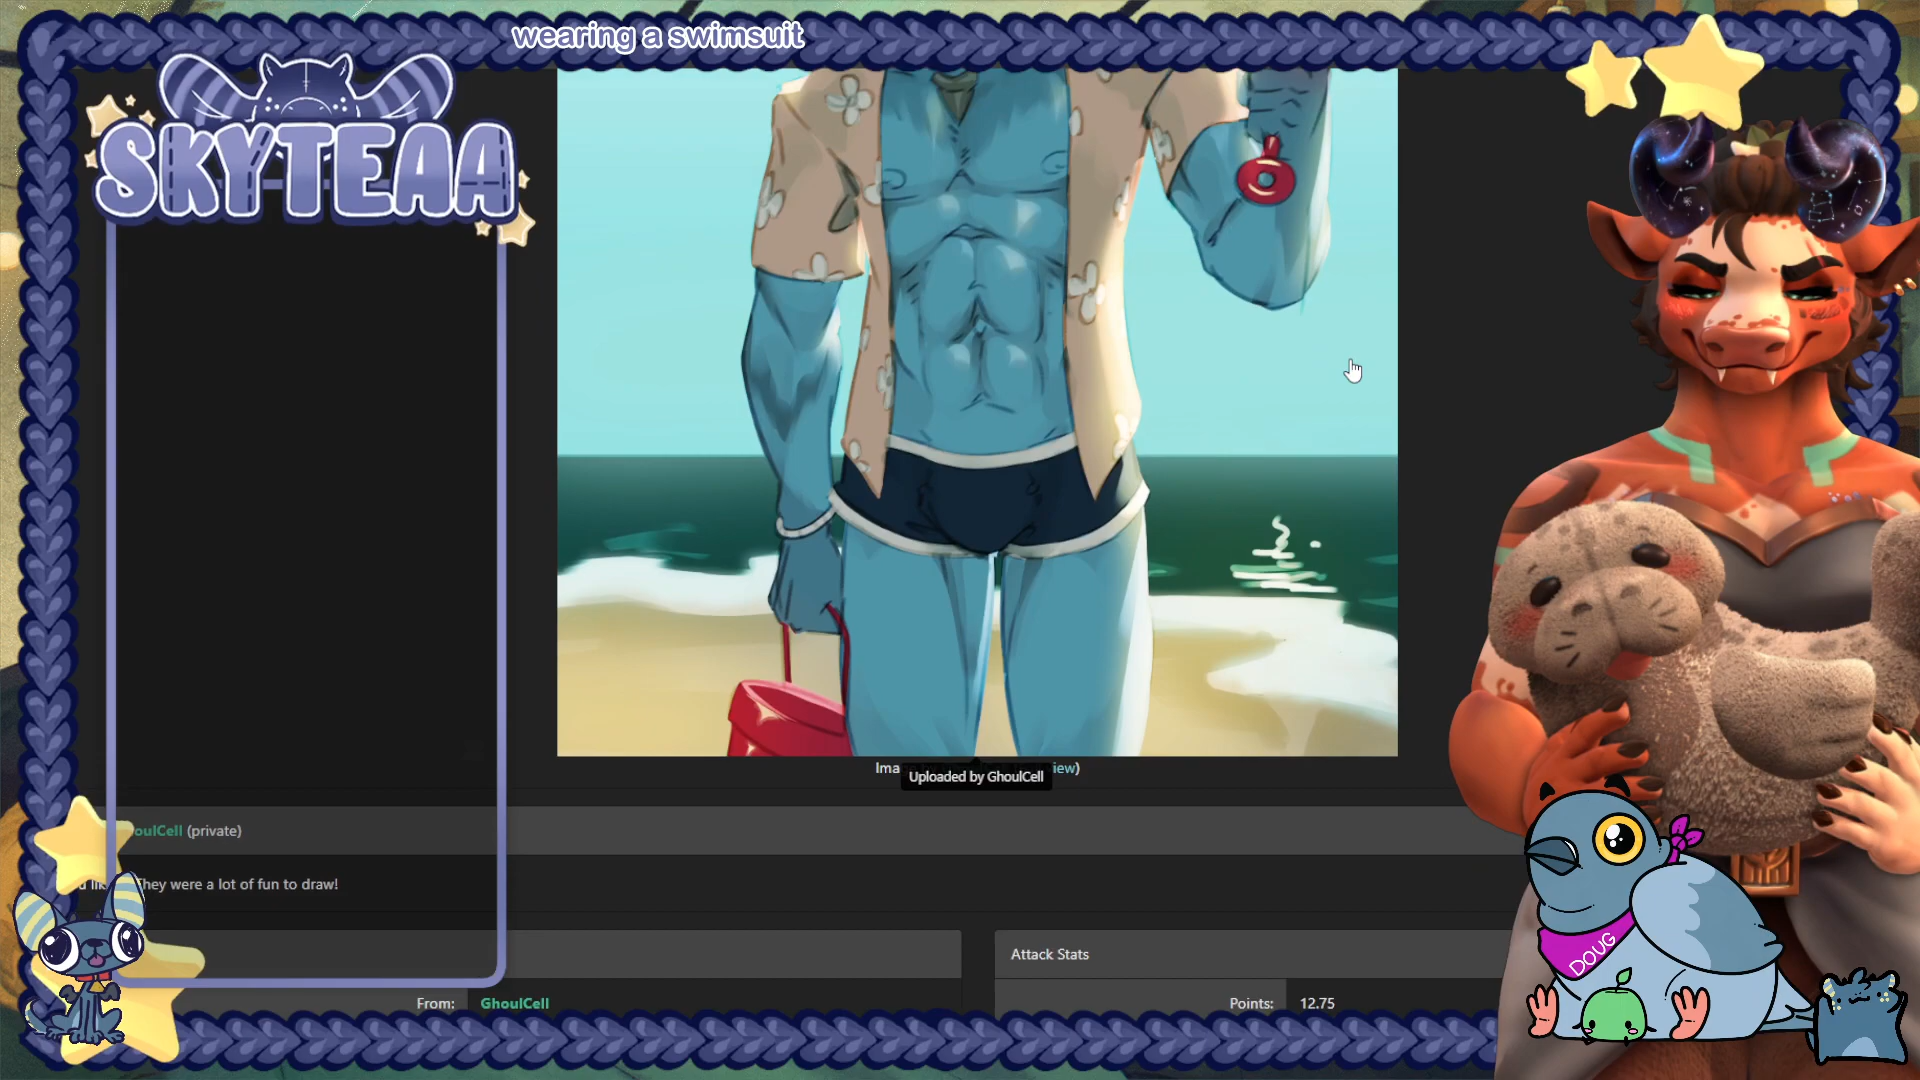 wearing a swimsuit
SKYTEAA
Uploaded by GhoulCell
iew)
oulCell (private)
They were a lot of fun to draw!
Attack Stats
From: GhoulCell
Points: 12.75
DOUG